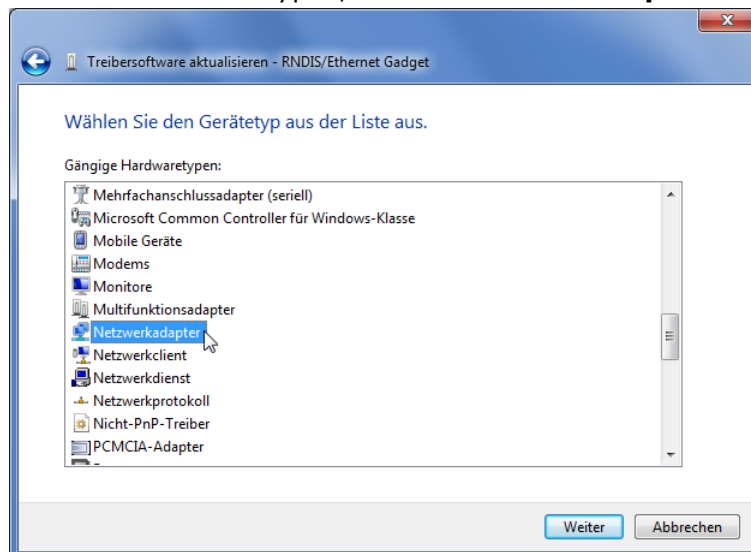 Treibersoftware aktualisieren - RNDIS/Ethernet Gadget
Wählen Sie den Gerätetyp aus der Liste aus.
Gängige Hardwaretypen:
Mehrfachanschlussadapter (seriell)
Microsoft Common Controller für Windows-Klasse
Mobile Geräte
Modems
Monitore
Multifunktionsadapter
Netzwerkadapter
Netzwerkclient
Netzwerkdienst
Netzwerkprotokoll
Nicht-PnP-Treiber
PCMCIA-Adapter
Weiter Abbrechen